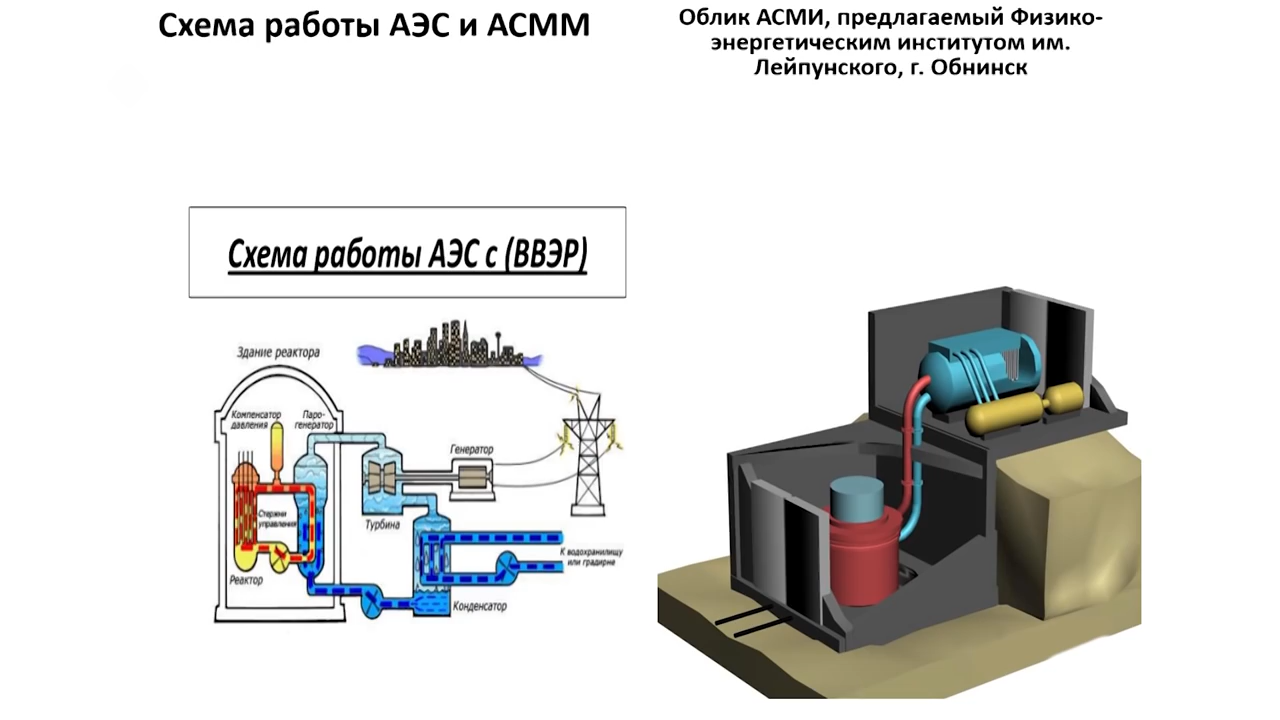 Схема работы АЭС и АСММ
Облик АСМИ, предлагаемый Физико-
энергетическим институтом им.
Лейпунского, г. Обнинск
Схема работы АЭС с (ВВЭР)
Здание реактора
Компенсатор
давления
Паро-
генератор
Генератор
Стержни
управления
Турбина
К водохранилищу
или градирне
Реактор
Конденсатор